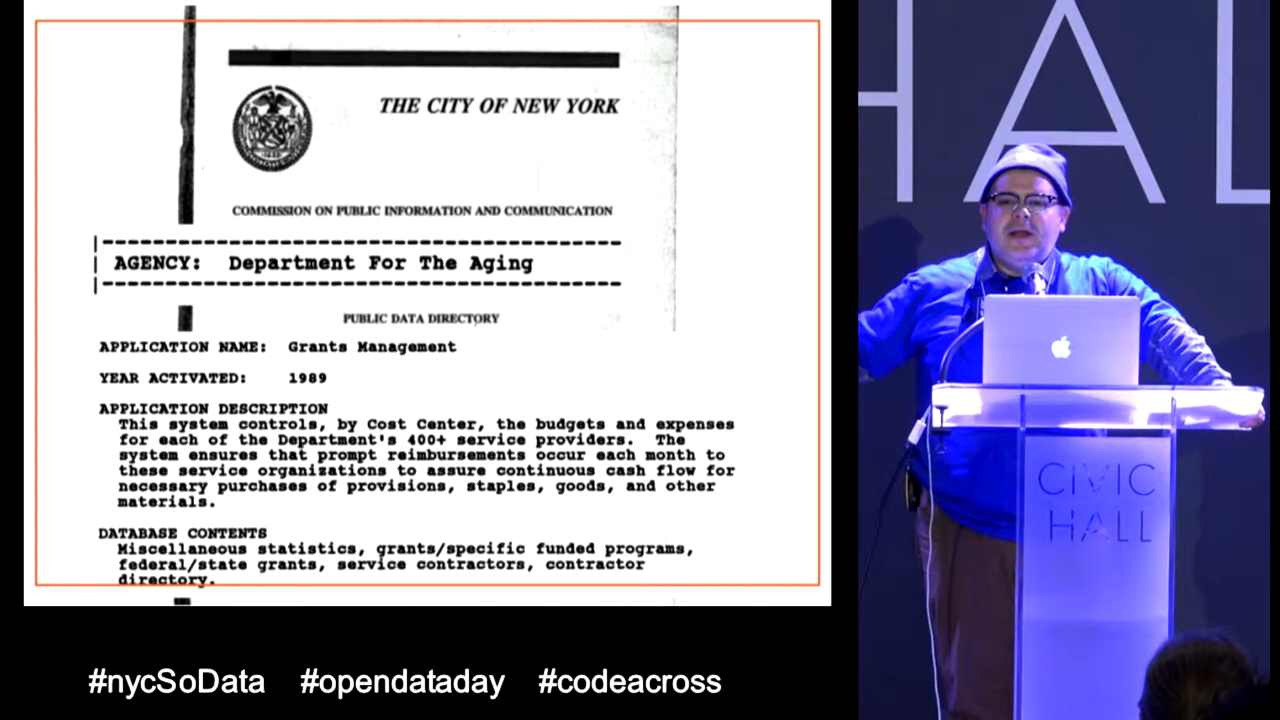 THE CITY OF NEW YORK
COMMISSION ON PUBLIC INFORMATION AND COMMUNICATION
AGENCY: Department For The Aging
PUBLIC DATA DIRECTORY
APPLICATION NAME: Grants Management
YEAR ACTIVATED: 1989
APPLICATION DESCRIPTION
This system controls, by Cost Center, the budgets and expenses
for each of the Department's 400+ service providers. The
system ensures that prompt reimbursements occur each month to
these service organizations to assure continuous cash flow for
necessary purchases of provisions, staples, goods, and other
materials.
DATABASE CONTENTS
Miscellaneous statistics, grants/specific funded programs,
federal/state grants, service contractors, contractor
directory.
#nycSoData #opendataday #codeacross
HALL
CIVIC
HALL